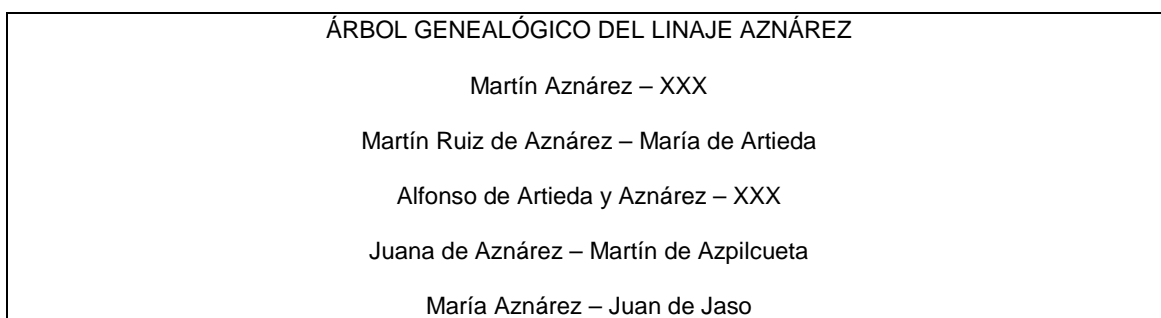 ÁRBOL GENEALÓGICO DEL LINAJE AZNÁREZ
Martín Aznárez – XXX
Martín Ruiz de Aznárez – María de Artieda
Alfonso de Artieda y Aznárez – XXX
Juana de Aznárez – Martín de Azpilcueta
María Aznárez – Juan de Jaso